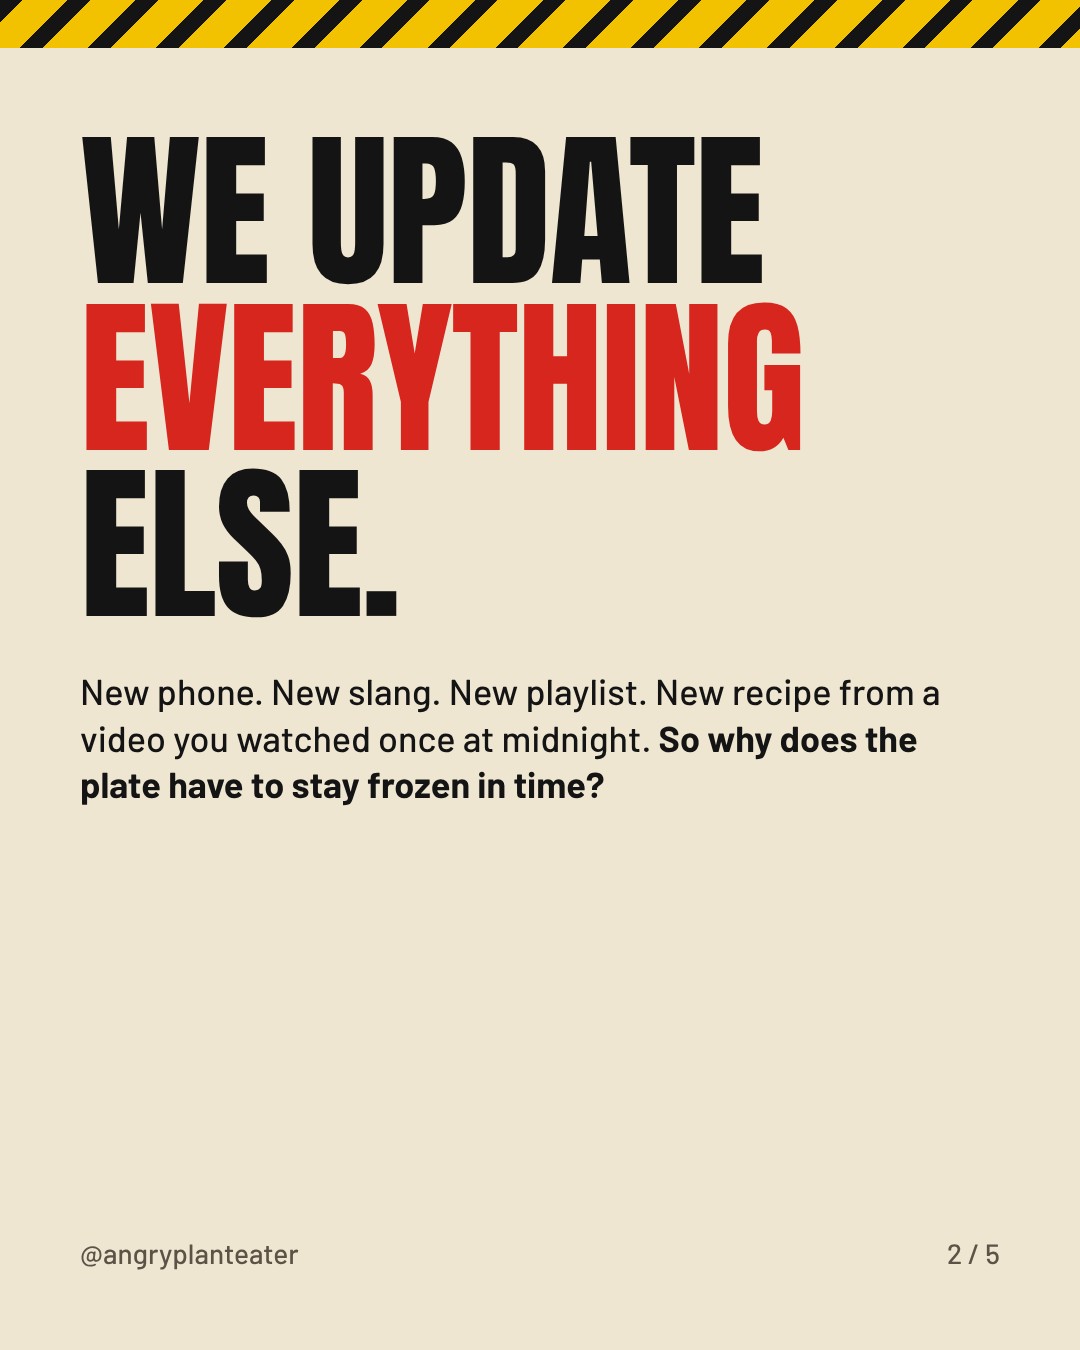 WE UPDATE
EVERYTHING
ELSE.
New phone. New slang. New playlist. New recipe from a
video you watched once at midnight. So why does the
plate have to stay frozen in time?
@angryplanteater
2 / 5